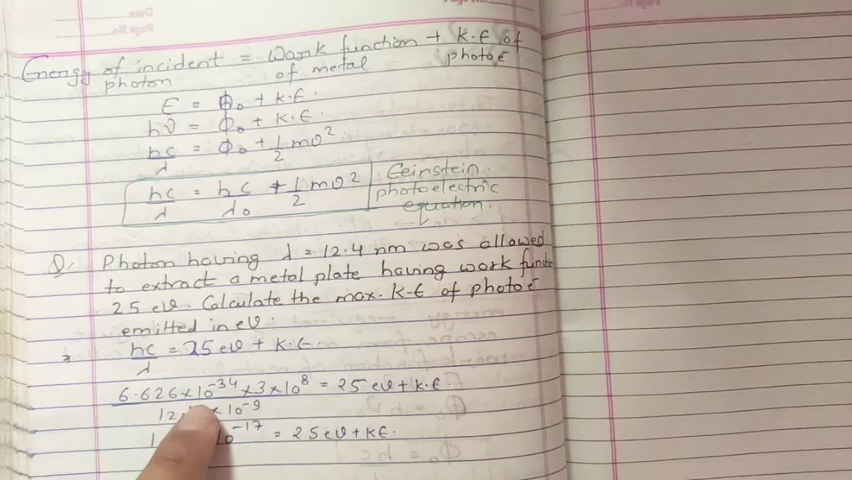 Energy of incident = Work function + K.E of
photon of metal photoe
E = ϕ₀ + K.E.
hν = ϕ₀ + K.E.
hc/λ = ϕ₀ + 1/2 mv²
hc/λ = hc/λ₀ + 1/2 mv²
Eeinstein
photoelectric
equation.
Q. Photon having λ = 12.4 nm was allowed
to extract a metal plate having work
25 eV. Calculate the max. K.E of photoe
emitted in eV.
hc/λ = 25 eV + K.E
6.626×10⁻³⁴×3×10⁸ = 25 eV + K.E.
×10⁻⁹
⁻¹⁷ = 25 eV + KE.